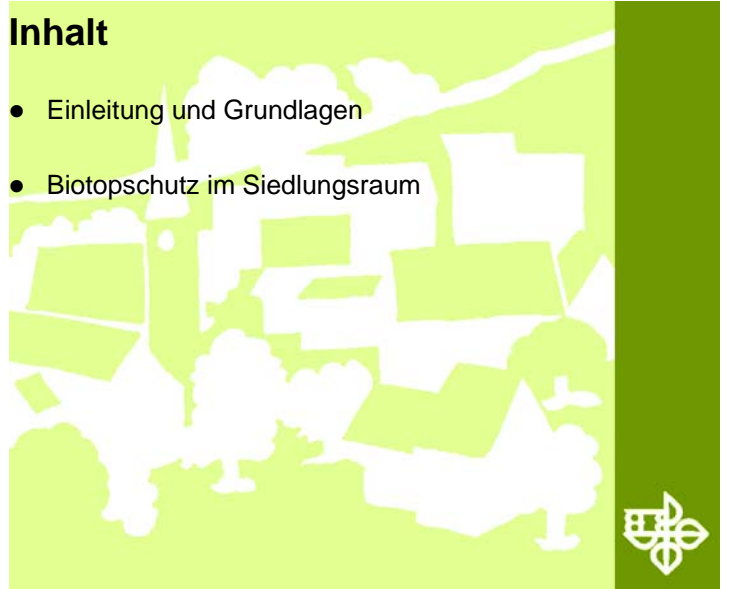 Inhalt
● Einleitung und Grundlagen
● Biotopschutz im Siedlungsraum